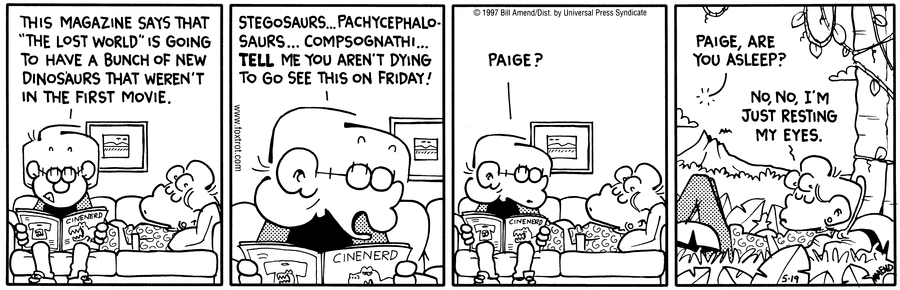 THIS MAGAZINE SAYS THAT
"THE LOST WORLD" IS GOING
TO HAVE A BUNCH OF NEW
DINOSAURS THAT WEREN'T
IN THE FIRST MOVIE.
CINENERD
STEGOSAURS... PACHYCEPHALO-
SAURS... COMPSOGNATHI...
TELL ME YOU AREN'T DYING
TO GO SEE THIS ON FRIDAY!
www.foxtrot.com
CINENERD
© 1997 Bill Amend/Dist. by Universal Press Syndicate
PAIGE?
CINENERD
PAIGE, ARE
YOU ASLEEP?
NO, NO, I'M
JUST RESTING
MY EYES.
5-19
AMEND